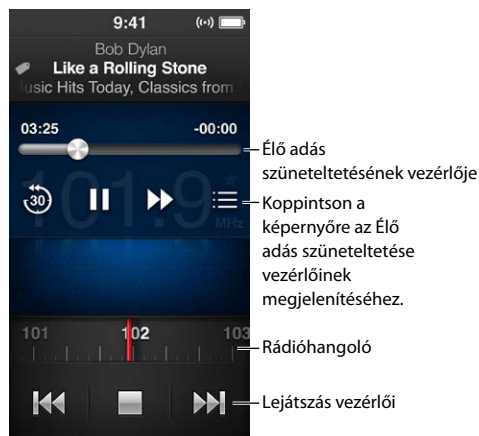 9:41
Bob Dylan
Like a Rolling Stone
usic Hits Today, Classics from
03:25 -00:00
30
101.9
MHz
101 102 103
Élő adás
szüneteltetésének vezérlője
Koppintson a
képernyőre az Élő
adás szüneteltetése
vezérlőinek
megjelenítéséhez.
Rádióhangoló
Lejátszás vezérlői